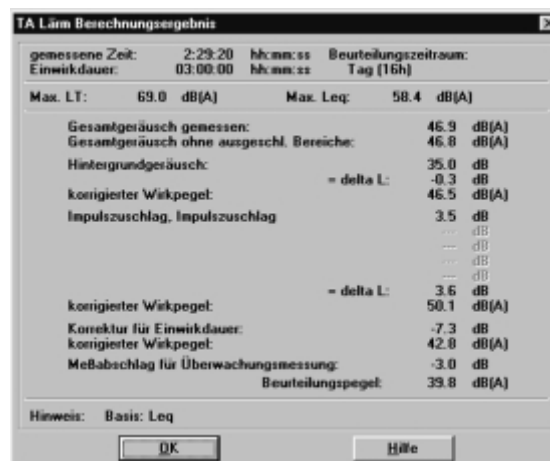 TA Lärm Berechnungsergebnis
gemessene Zeit: 2:29:20 hh:mm:ss Beurteilungszeitraum:
Einwirkdauer: 03:00:00 hh:mm:ss Tag (16h)
Max. LT: 69.0 dB(A) Max. Leq: 58.4 dB(A)
Gesamtgeräusch gemessen: 46.9 dB(A)
Gesamtgeräusch ohne ausgeschl. Bereiche: 46.8 dB(A)
Hintergrundgeräusch: 35.0 dB(A)
= delta L: -0.3 dB
korrigierter Wirkpegel: 46.5 dB(A)
Impulszuschlag, Impulszuschlag 3.5 dB
--- dB
--- dB
--- dB
--- dB
= delta L: 3.6 dB
korrigierter Wirkpegel: 50.1 dB(A)
Korrektur für Einwirkdauer: -7.3 dB
korrigierter Wirkpegel: 42.8 dB(A)
Meßabschlag für Überwachungsmessung: -3.0 dB
Beurteilungspegel: 39.8 dB(A)
Hinweis: Basis: Leq
OK Hilfe